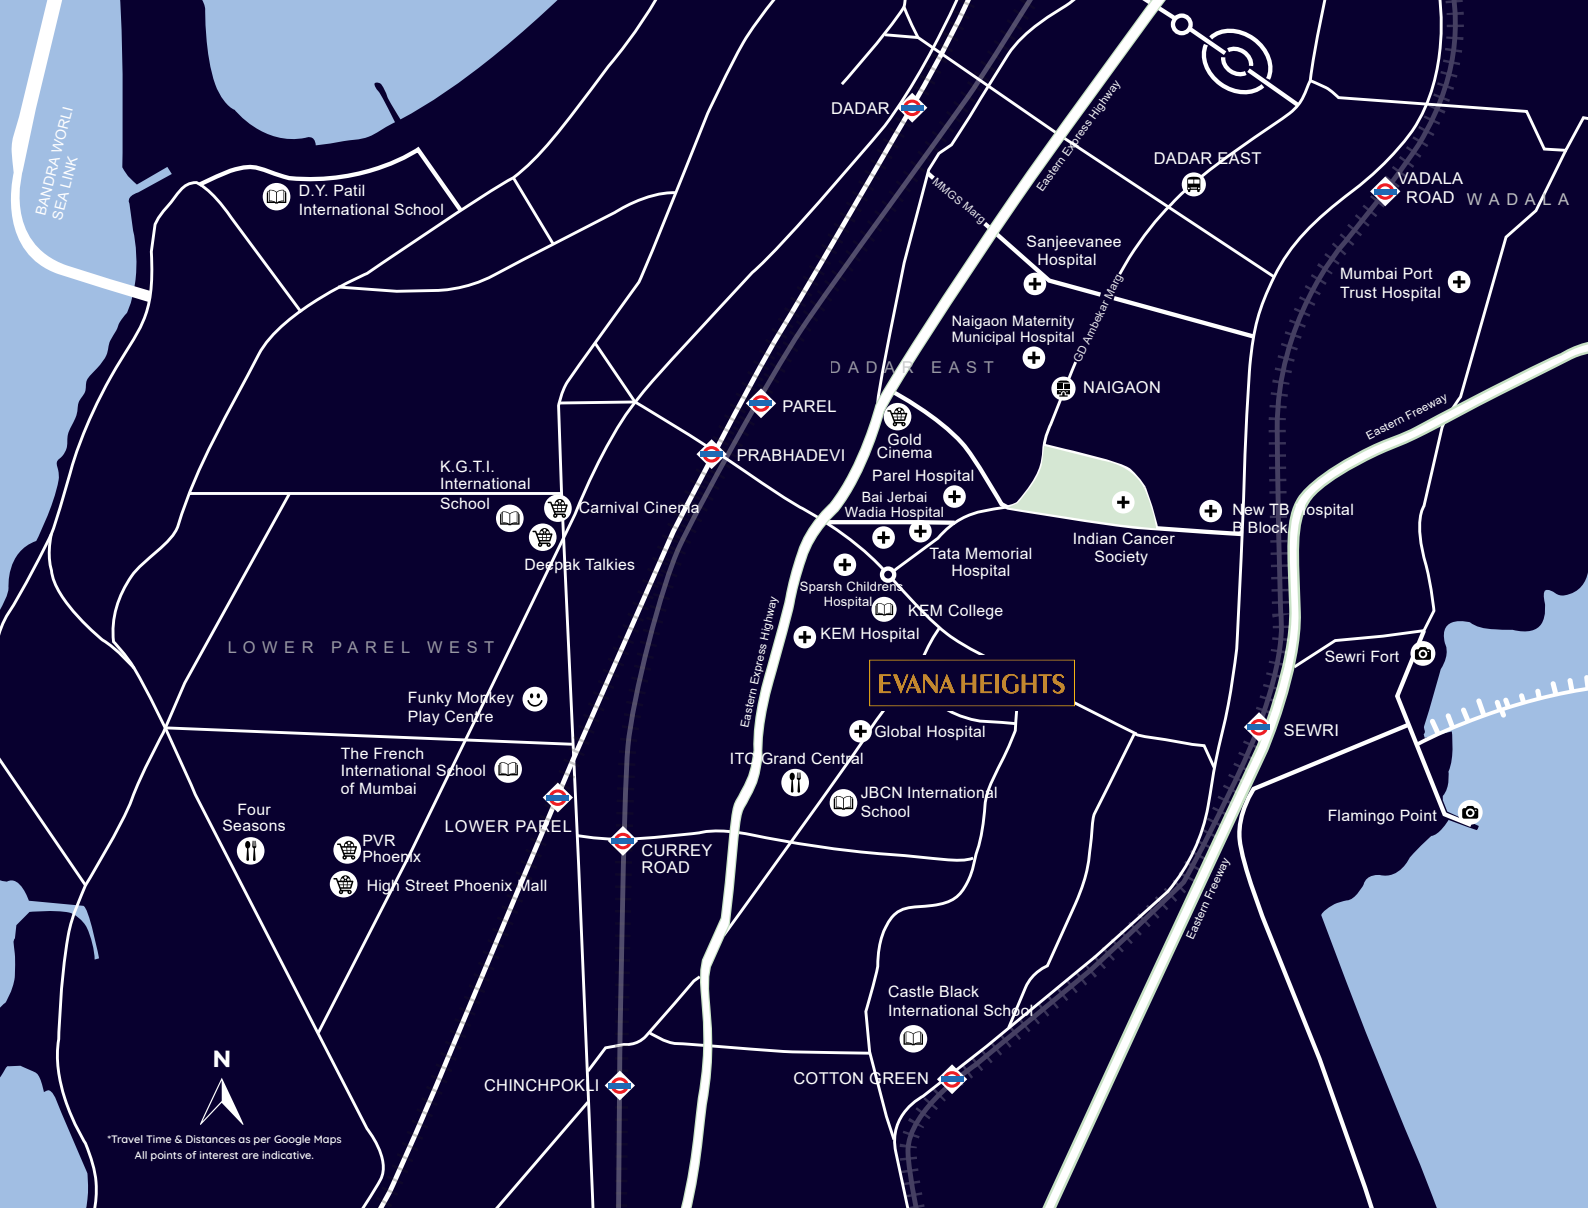 BANDRA WORLI
SEA LINK
D.Y. Patil
International School
DADAR
Eastern Express Highway
MMGS Marg
DADAR EAST
VADALA
ROAD
WADALA
Sanjeevanee
Hospital
Mumbai Port
Trust Hospital
GD Ambekar Marg
Naigaon Maternity
Municipal Hospital
DADAR EAST
NAIGAON
PAREL
Eastern Freeway
Gold
Cinema
PRABHADEVI
K.G.T.I.
International
School
Carnival Cinema
Deepak Talkies
Parel Hospital
Bai Jerbai
Wadia Hospital
New TB Hospital
B Block
Indian Cancer
Society
Tata Memorial
Hospital
Sparsh Childrens
Hospital
KEM College
KEM Hospital
Eastern Express Highway
LOWER PAREL WEST
Sewri Fort
EVANA HEIGHTS
Funky Monkey
Play Centre
Global Hospital
SEWRI
The French
International School
of Mumbai
ITC Grand Central
JBCN International
School
Four
Seasons
LOWER PAREL
Flamingo Point
PVR
Phoenix
CURREY
ROAD
High Street Phoenix Mall
Eastern Freeway
Castle Black
International School
N
CHINCHPOKLI
COTTON GREEN
*Travel Time & Distances as per Google Maps
All points of interest are indicative.